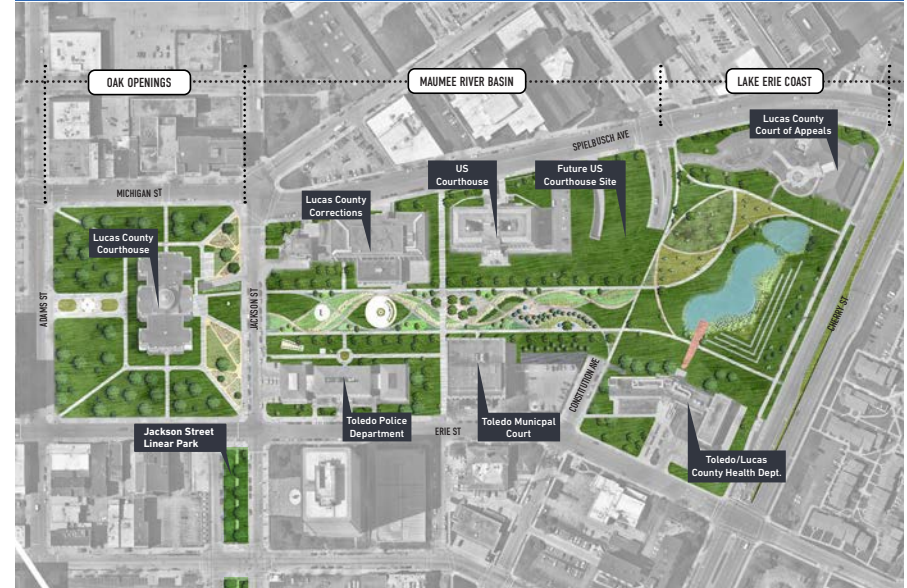 OAK OPENINGS
MAUMEE RIVER BASIN
LAKE ERIE COAST
Lucas County
Court of Appeals
SPIELBUSCH AVE
US
Courthouse
Future US
Courthouse Site
MICHIGAN ST
Lucas County
Corrections
Lucas County
Courthouse
ADAMS ST
JACKSON ST
CHERRY ST
CONSTITUTION AVE
Jackson Street
Linear Park
Toledo Police
Department
ERIE ST
Toledo Municpal
Court
Toledo/Lucas
County Health Dept.